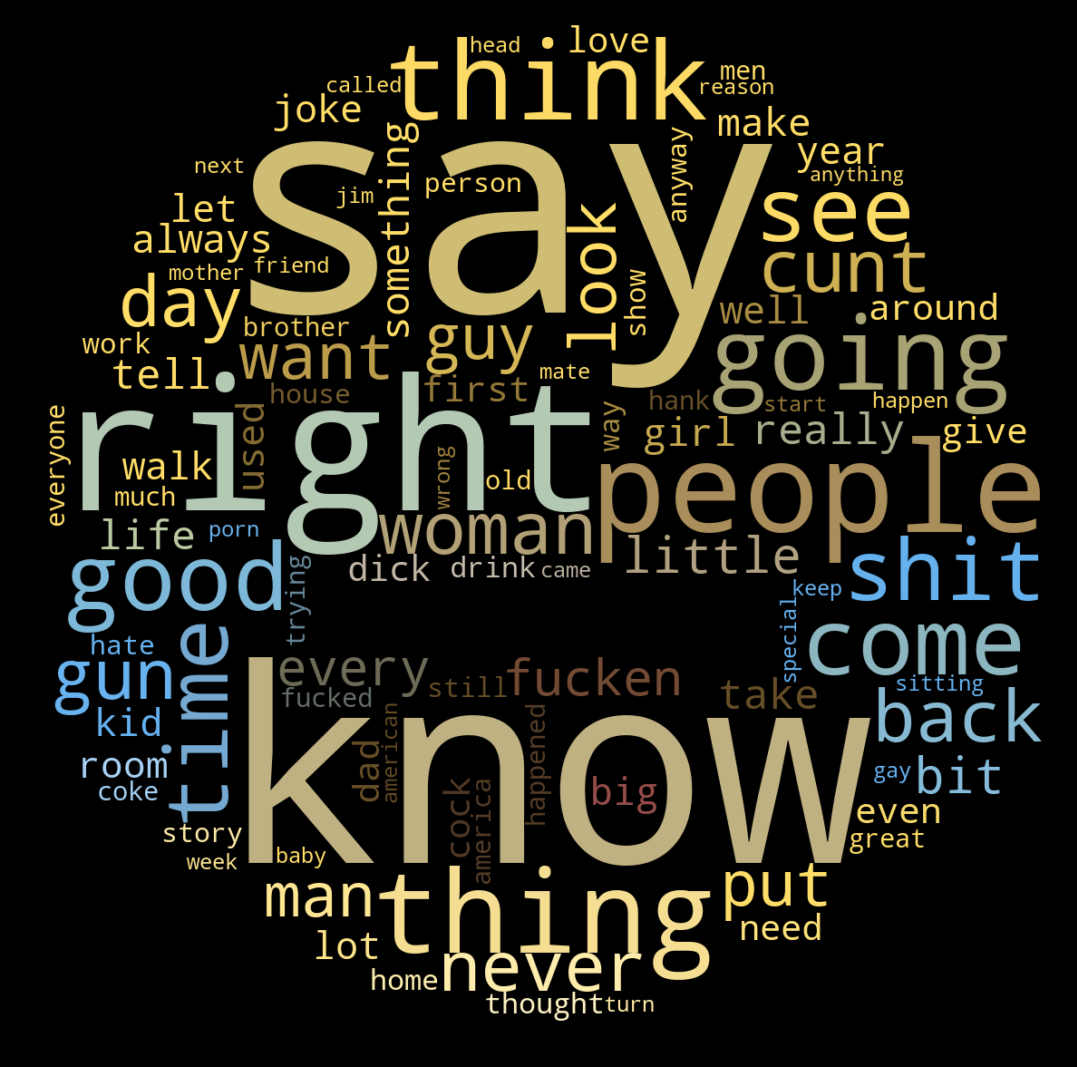 head
love
think
men
called
reason
joke
make
say
something
anyway
year
next
person
anything
jim
see
let
look
always
cunt
mother
friend
day
show
well
around
brother
guy
going
work
want
tell
mate
house
first
hank
start
happen
right
everyone
used
way
girl
really
give
people
walk
wrong
old
much
woman
life
porn
little
shit
good
trying
dick
drink
came
keep
special
come
hate
time
gun
every
fucken
take
sitting
fucked
still
back
kid
know
dad
american
happened
room
coke
cock
america
big
gay
bit
story
even
week
baby
great
man
thing
put
lot
need
never
home
thought
turn